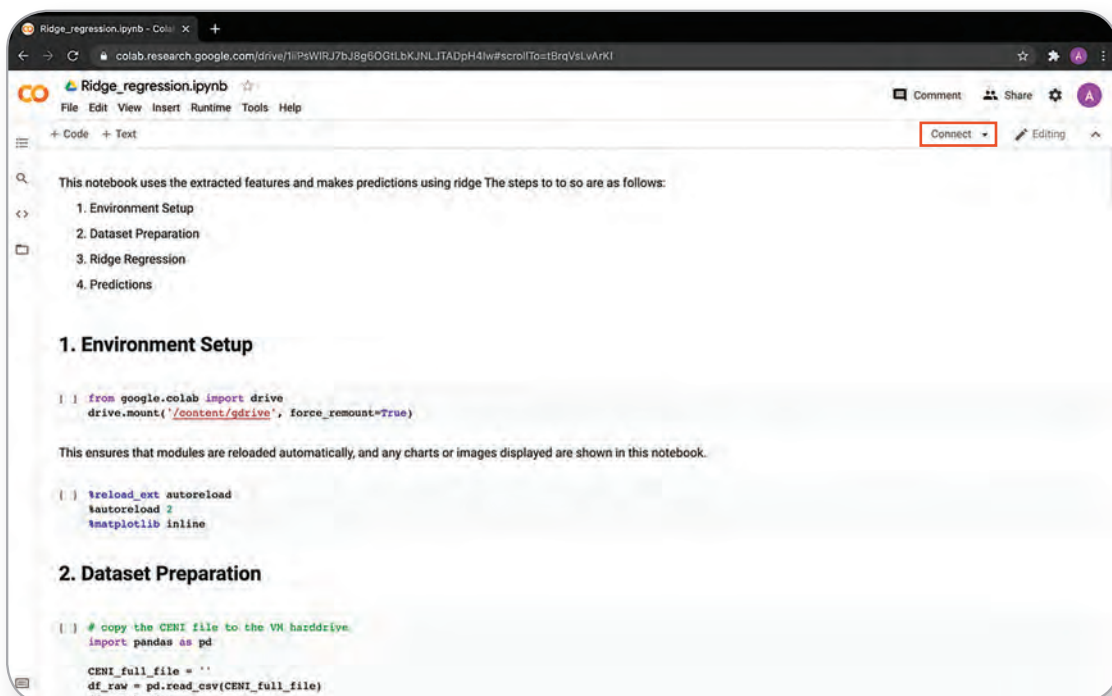 Ridge_regression.ipynb - Cola
colab.research.google.com/drive/1liPsWIRJ7bJ8g6OGtLbKJNLJTADpH4Iw#scrollTo=tBrqVsLvArKI
A
CO
Ridge_regression.ipynb
Comment Share A
File Edit View Insert Runtime Tools Help
+ Code + Text Connect Editing
This notebook uses the extracted features and makes predictions using ridge The steps to to so are as follows:
1. Environment Setup
2. Dataset Preparation
3. Ridge Regression
4. Predictions
1. Environment Setup
[ ] from google.colab import drive
drive.mount('/content/gdrive', force_remount=True)
This ensures that modules are reloaded automatically, and any charts or images displayed are shown in this notebook.
[ ] %reload_ext autoreload
%autoreload 2
%matplotlib inline
2. Dataset Preparation
[ ] # copy the CENI file to the VM harddrive
import pandas as pd
CENI_full_file = ''
df_raw = pd.read_csv(CENI_full_file)